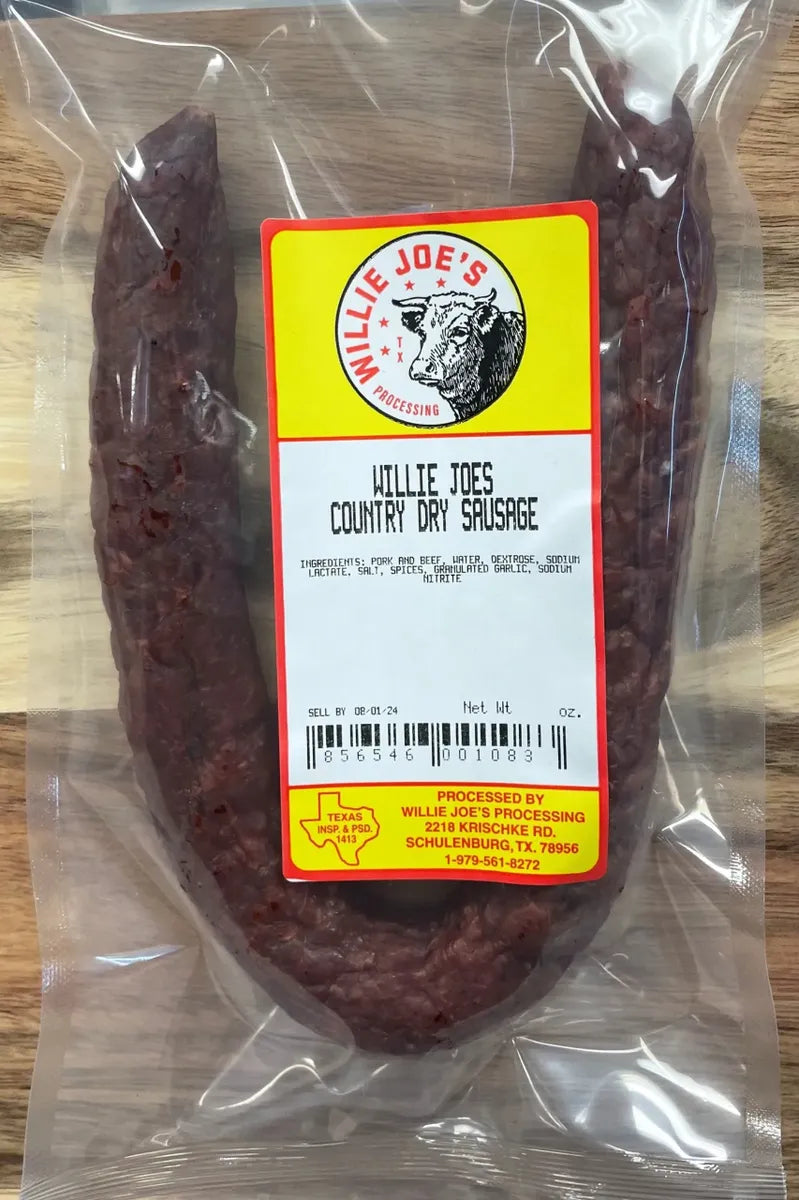 WILLIE JOE'S
TX
PROCESSING
WILLIE JOES
COUNTRY DRY SAUSAGE
INGREDIENTS: PORK AND BEEF, WATER, DEXTROSE, SODIUM
LACTATE, SALT, SPICES, GRANULATED GARLIC, SODIUM
NITRITE
SELL BY 08/01/24 Net Wt oz.
856546 001083
TEXAS
INSP. & PSD.
1413
PROCESSED BY
WILLIE JOE'S PROCESSING
2218 KRISCHKE RD.
SCHULENBURG, TX. 78956
1-979-561-8272